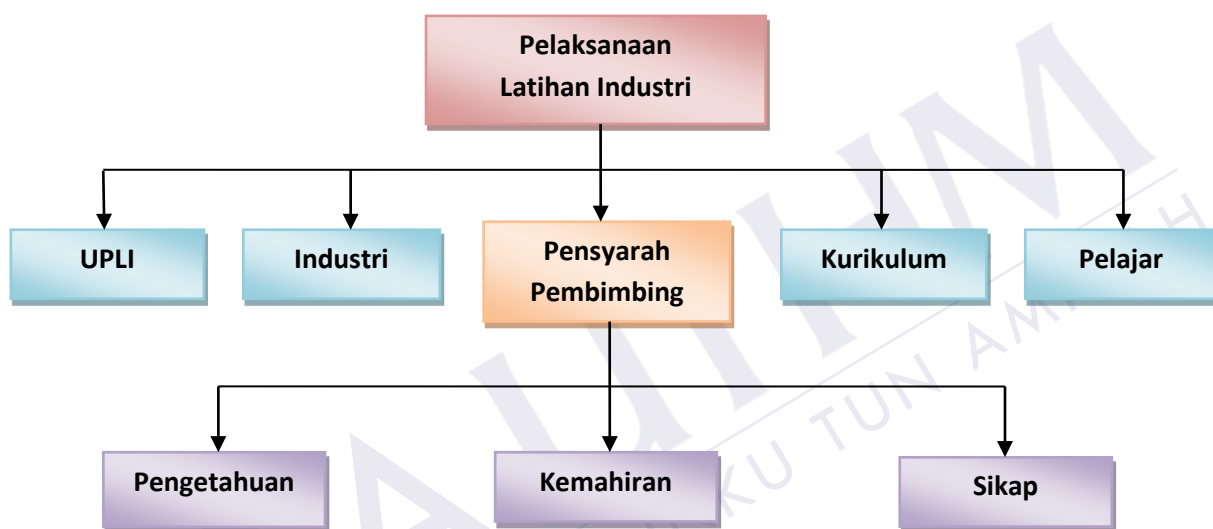 Pelaksanaan
Latihan Industri
UPLI
Industri
Pensyarah
Pembimbing
Kurikulum
Pelajar
Pengetahuan
Kemahiran
Sikap